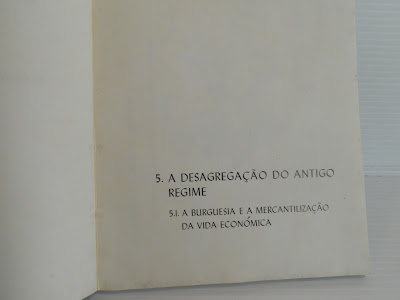 5. A DESAGREGAÇÃO DO ANTIGO
REGIME
5.1. A BURGUESIA E A MERCANTILIZAÇÃO
DA VIDA ECONÓMICA